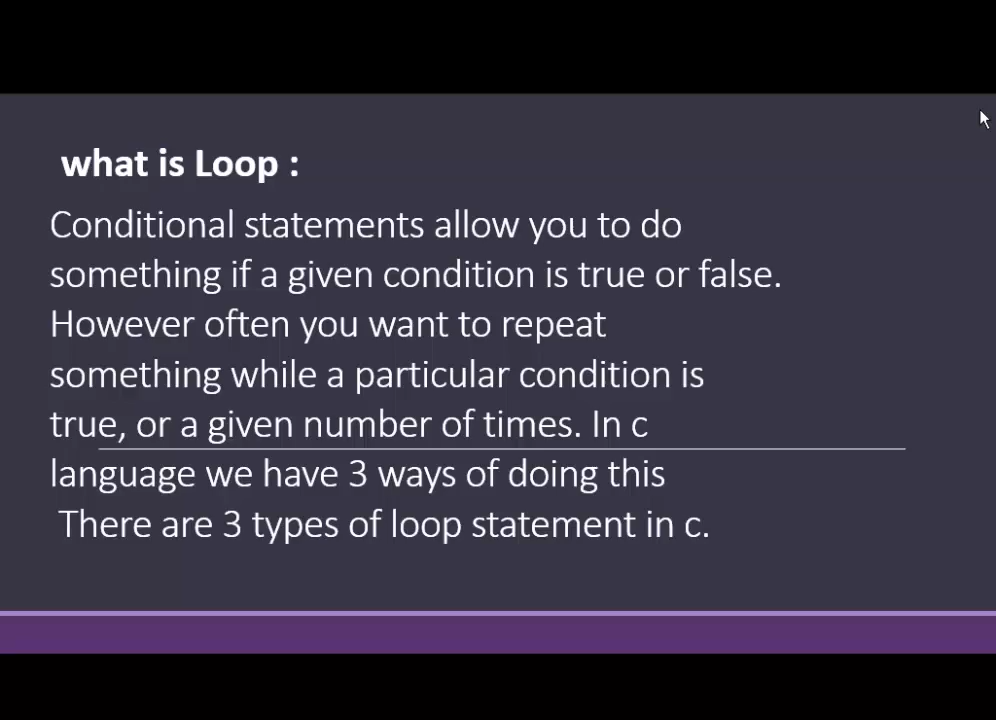 what is Loop :
Conditional statements allow you to do
something if a given condition is true or false.
However often you want to repeat
something while a particular condition is
true, or a given number of times. In c
language we have 3 ways of doing this
There are 3 types of loop statement in c.